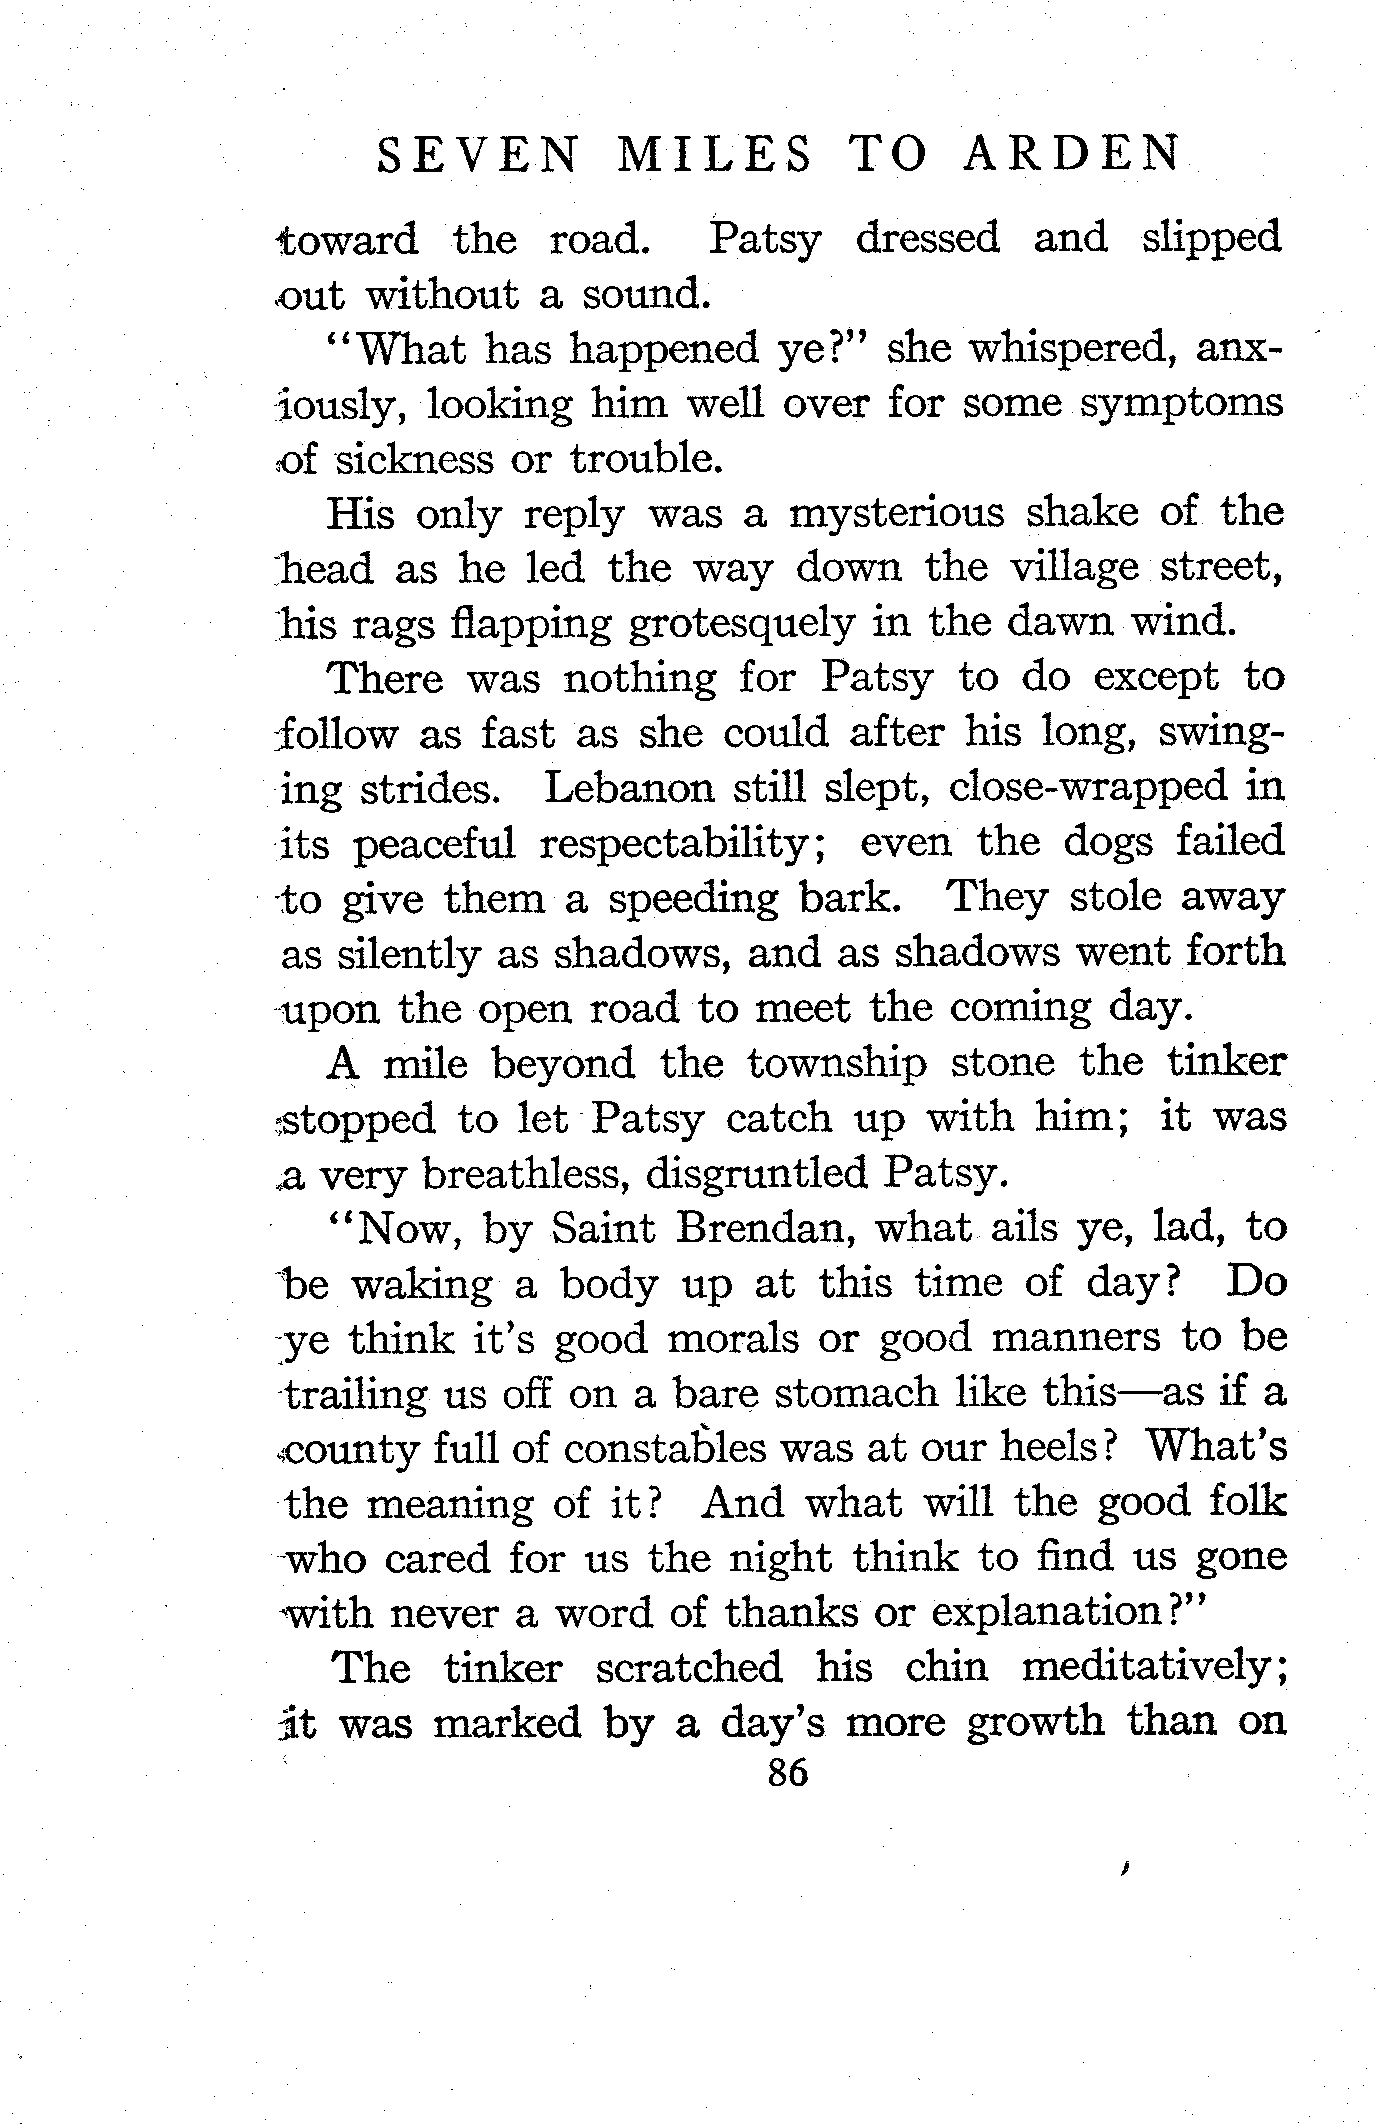 SEVEN MILES TO ARDEN
toward the road. Patsy dressed and slipped
out without a sound.
“What has happened ye?” she whispered, anx-
iously, looking him well over for some symptoms
of sickness or trouble.
His only reply was a mysterious shake of the
head as he led the way down the village street,
his rags flapping grotesquely in the dawn wind.
There was nothing for Patsy to do except to
follow as fast as she could after his long, swing-
ing strides. Lebanon still slept, close-wrapped in
its peaceful respectability; even the dogs failed
to give them a speeding bark. They stole away
as silently as shadows, and as shadows went forth
upon the open road to meet the coming day.
A mile beyond the township stone the tinker
stopped to let Patsy catch up with him; it was
a very breathless, disgruntled Patsy.
“Now, by Saint Brendan, what ails ye, lad, to
be waking a body up at this time of day? Do
ye think it’s good morals or good manners to be
trailing us off on a bare stomach like this—as if a
county full of constables was at our heels? What’s
the meaning of it? And what will the good folk
who cared for us the night think to find us gone
with never a word of thanks or explanation?”
The tinker scratched his chin meditatively;
it was marked by a day’s more growth than on
86